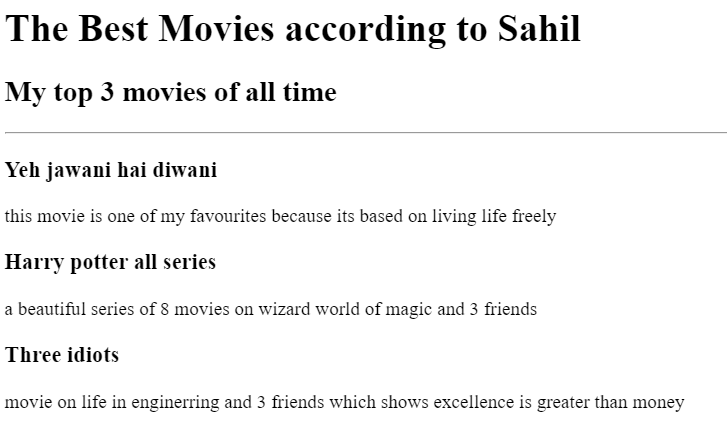 The Best Movies according to Sahil
My top 3 movies of all time
Yeh jawani hai diwani
this movie is one of my favourites because its based on living life freely
Harry potter all series
a beautiful series of 8 movies on wizard world of magic and 3 friends
Three idiots
movie on life in enginerring and 3 friends which shows excellence is greater than money